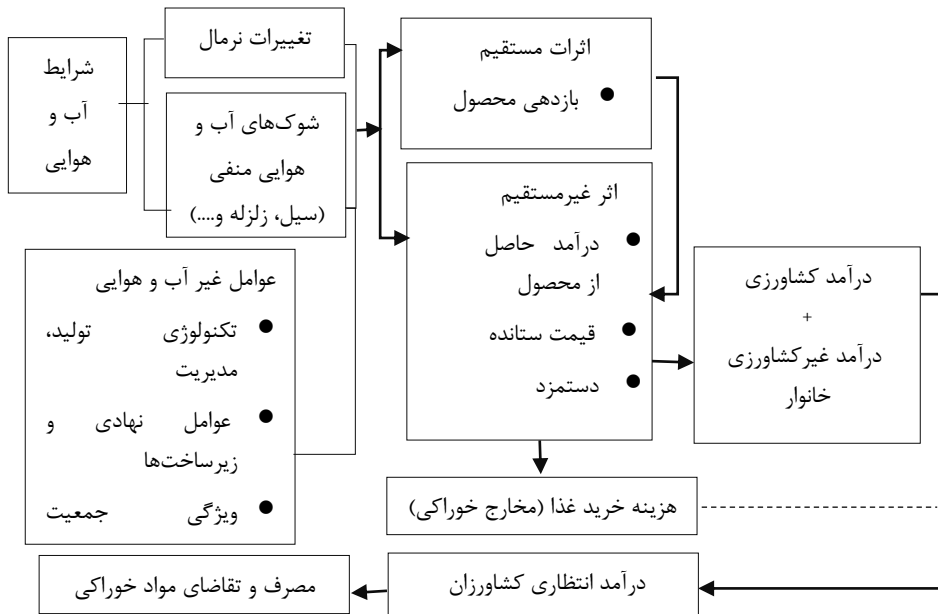 شرایط
آب و
هوایی
تغییرات نرمال
شوک‌های آب و
هوایی منفی
(سیل، زلزله و....)
عوامل غیر آب و هوایی
● تکنولوژی تولید،
مدیریت
● عوامل نهادی و
زیرساخت‌ها
● ویژگی جمعیت
اثرات مستقیم
● بازدهی محصول
اثر غیرمستقیم
● درآمد حاصل
از محصول
● قیمت ستانده
● دستمزد
درآمد کشاورزی
+
درآمد غیرکشاورزی
خانوار
هزینه خرید غذا (مخارج خوراکی)
درآمد انتظاری کشاورزان
مصرف و تقاضای مواد خوراکی